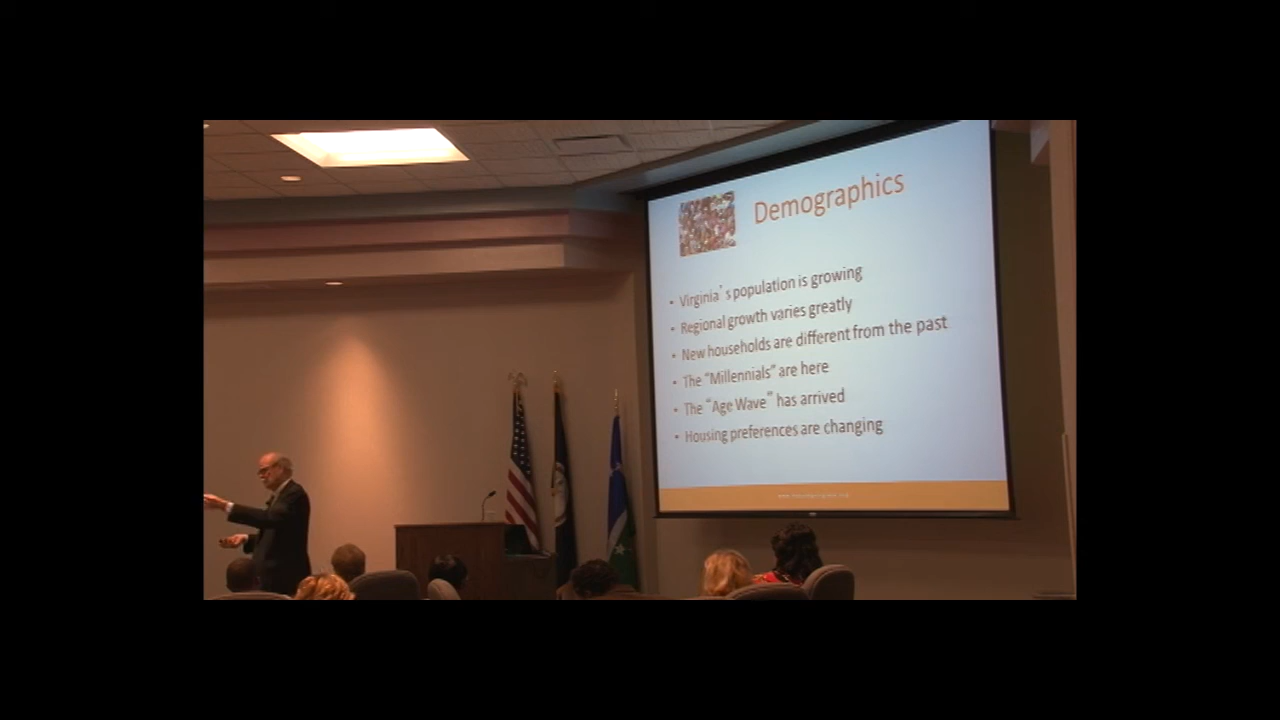 Demographics
• Virginia's population is growing
• Regional growth varies greatly
• New households are different from the past
• The “Millennials” are here
• The “Age Wave” has arrived
• Housing preferences are changing